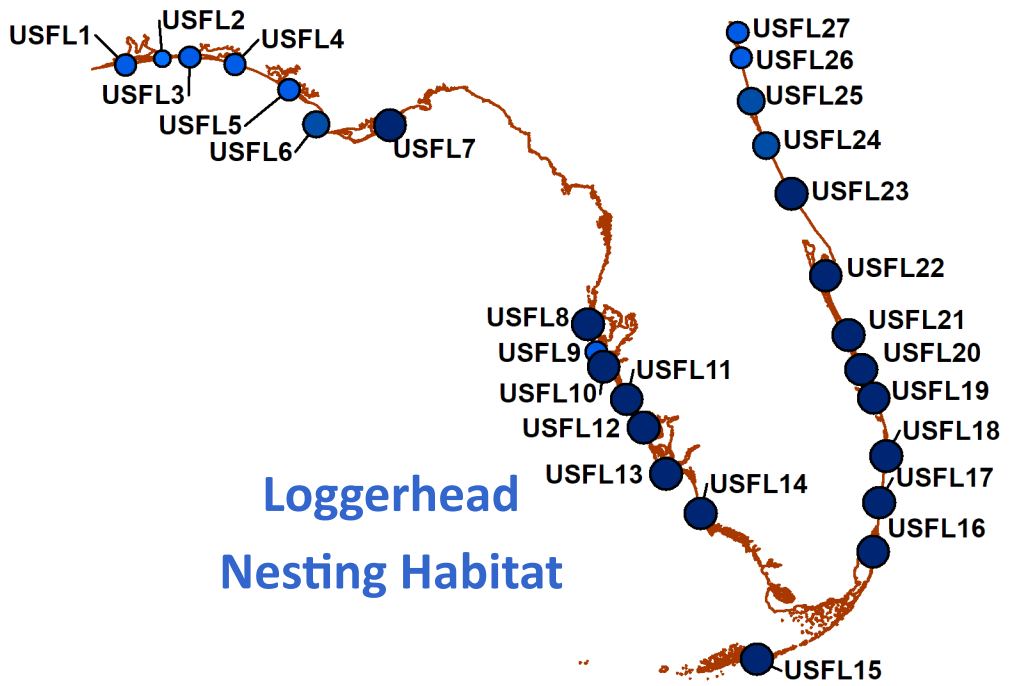 USFL1
USFL2
USFL3
USFL4
USFL5
USFL6
USFL7
USFL8
USFL9
USFL10
USFL11
USFL12
USFL13
USFL14
USFL15
USFL16
USFL17
USFL18
USFL19
USFL20
USFL21
USFL22
USFL23
USFL24
USFL25
USFL26
USFL27
Loggerhead
Nesting Habitat